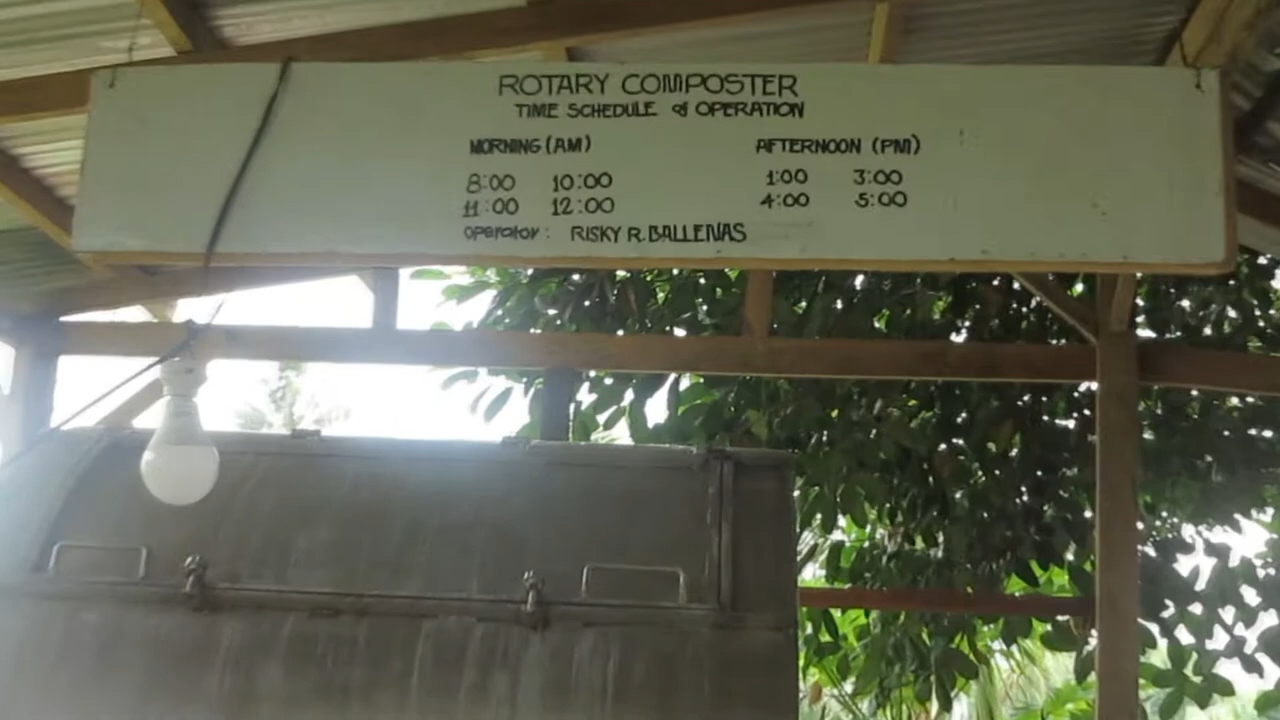 ROTARY COMPOSTER
TIME SCHEDULE of OPERATION
MORNING (AM) AFTERNOON (PM)
8:00 10:00 1:00 3:00
11:00 12:00 4:00 5:00
operator: RISKY R. BALLENAS